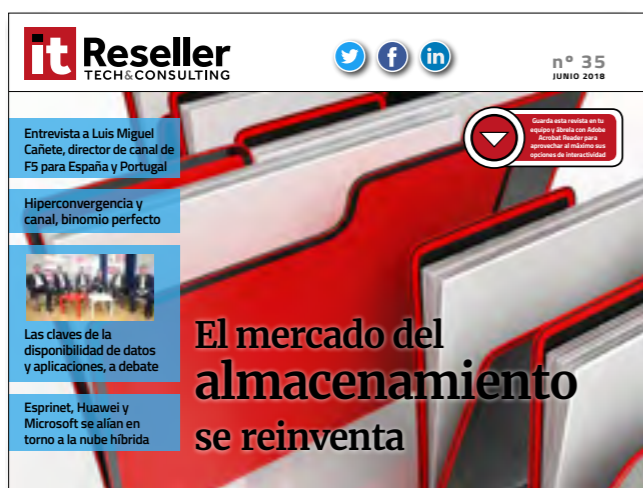 it Reseller
TECH&CONSULTING
nº 35
JUNIO 2018
Guarda esta revista en tu
equipo y ábrela con Adobe
Acrobat Reader para
aprovechar al máximo sus
opciones de interactividad
Entrevista a Luis Miguel
Cañete, director de canal de
F5 para España y Portugal
Hiperconvergencia y
canal, binomio perfecto
Las claves de la
disponibilidad de datos
y aplicaciones, a debate
Esprinet, Huawei y
Microsoft se alían en
torno a la nube híbrida
El mercado del
almacenamiento
se reinventa